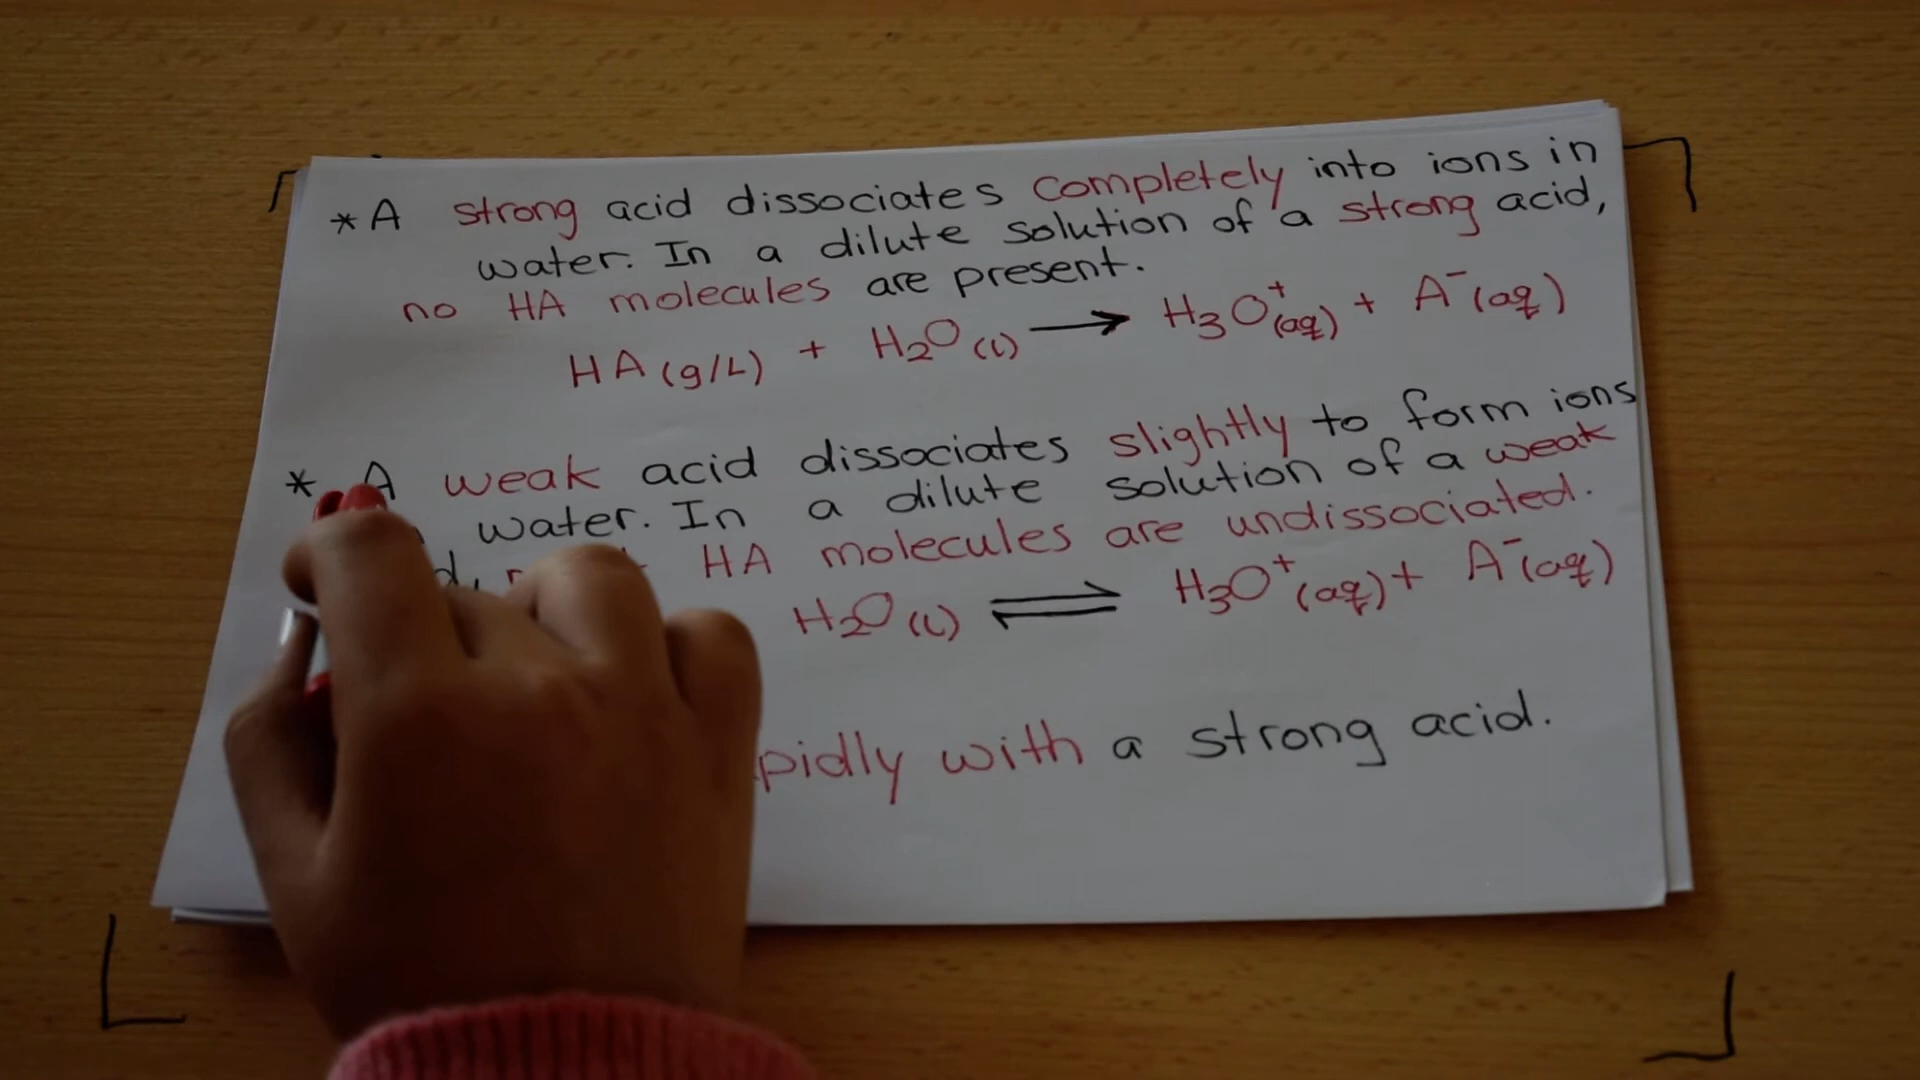 * A strong acid dissociates completely into ions in
water. In a dilute solution of a strong acid,
no HA molecules are present.
HA (g/L) + H2O (l) → H3O+ (aq) + A- (aq)
* A weak acid dissociates slightly to form ions
water. In a dilute solution of a weak
HA molecules are undissociated.
H2O (l) ⇌ H3O+ (aq) + A- (aq)
with a strong acid.